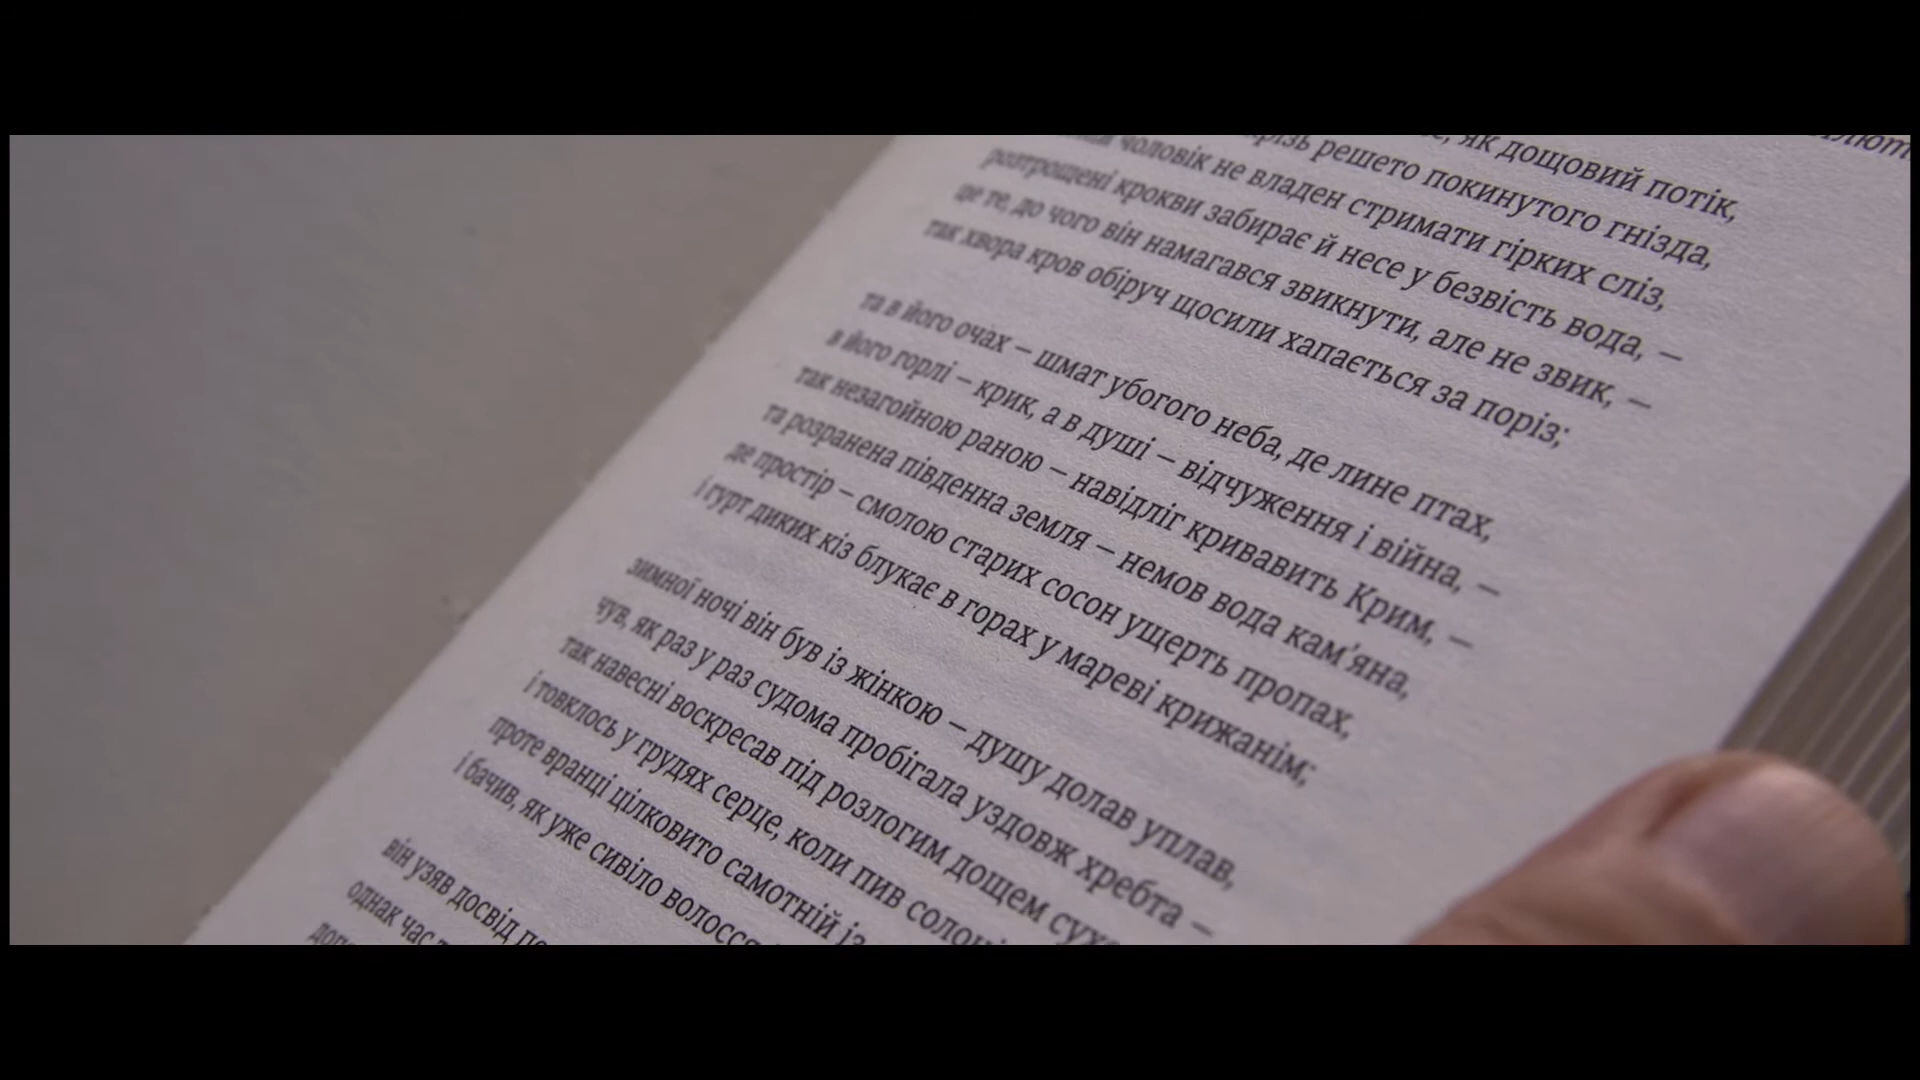 як дощовий потік,
решето покинутого гнізда,
чоловік не владен стримати гірких сліз,
розтрощені крокви забирає й несе у безвість вода, —
це те, до чого він намагався звикнути, але не звик, —
так хвора кров обіруч щосили хапається за поріз;
та в його очах — шмат убогого неба, де лине птах,
в його горлі — крик, а в душі — відчуження і війна, —
так незагойною раною — навідліг кривавить Крим, —
та розранена південна земля — немов вода кам'яна,
де простір — смолою старих сосон ущерть пропах,
і гурт диких кіз блукає в горах у мареві крижанім;
зимної ночі він був із жінкою — душу долав уплав,
чув, як раз у раз судома пробігала уздовж хребта —
так навесні воскресав під розлогим дощем
і товклось у грудях серце, коли пив
проте вранці цілковито самотній із
і бачив, як уже сивіло волосся
він узяв досвід
однак час